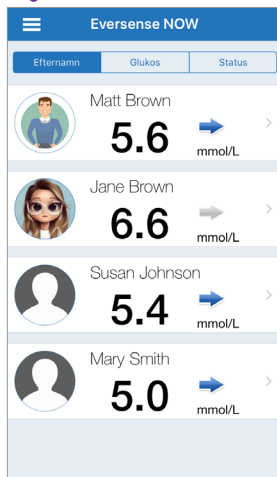 Eversense NOW
Efternamn Glukos Status
Matt Brown
5.6 mmol/L
Jane Brown
6.6 mmol/L
Susan Johnson
5.4 mmol/L
Mary Smith
5.0 mmol/L